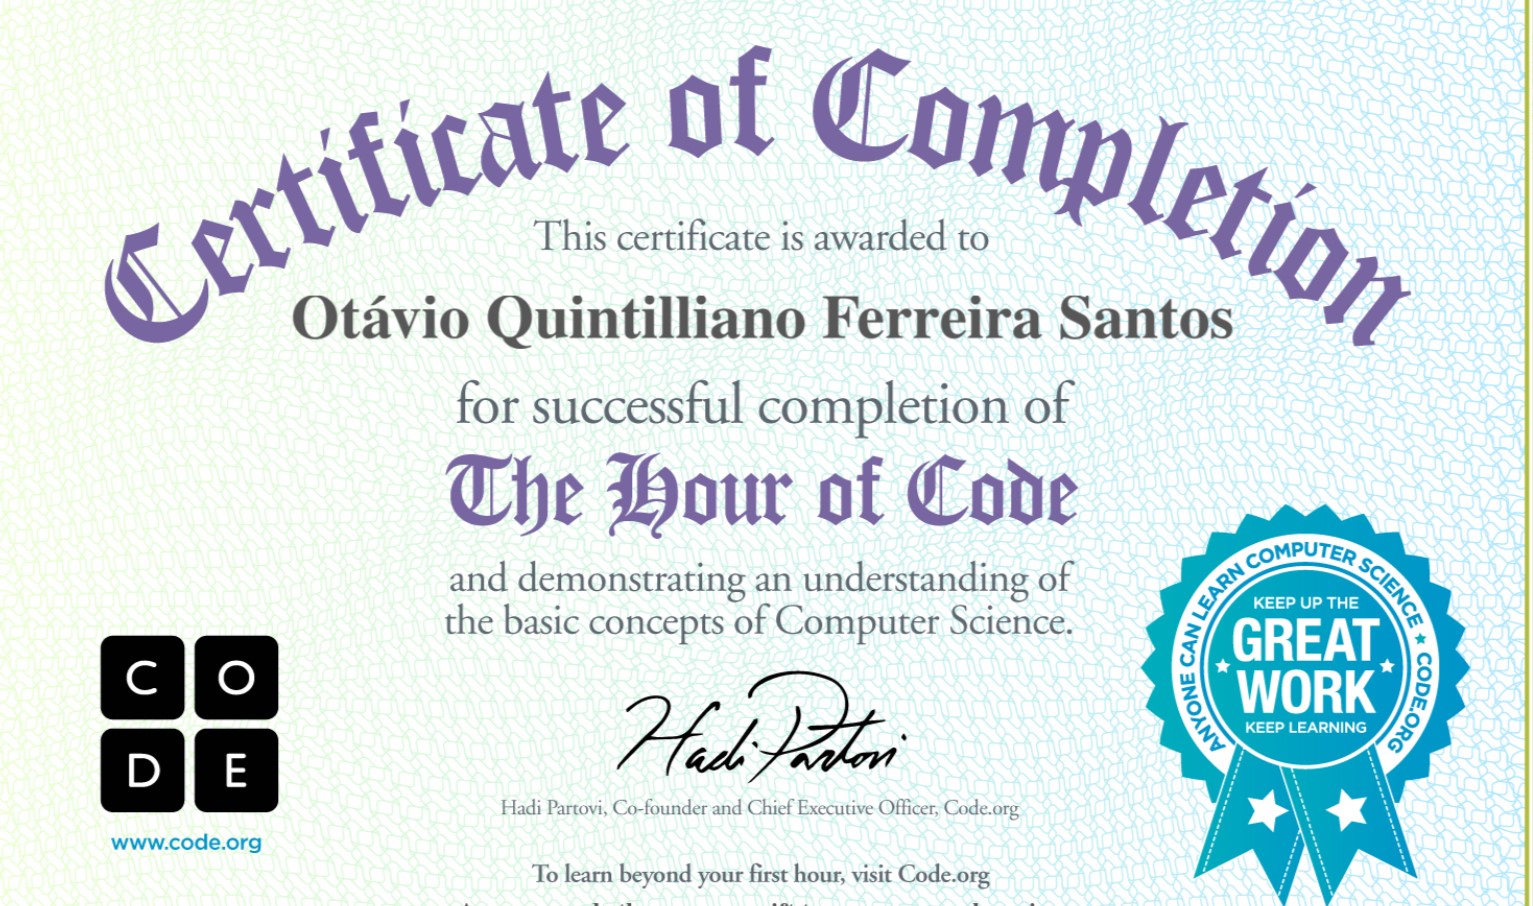 Certificate of Completion
This certificate is awarded to
Otávio Quintilliano Ferreira Santos
for successful completion of
The Hour of Code
and demonstrating an understanding of
the basic concepts of Computer Science.
C O
D E
www.code.org
Hadi Partovi
Hadi Partovi, Co-founder and Chief Executive Officer, Code.org
To learn beyond your first hour, visit Code.org
ANYONE CAN LEARN COMPUTER SCIENCE ★ CODE.ORG
KEEP UP THE
GREAT
WORK
KEEP LEARNING